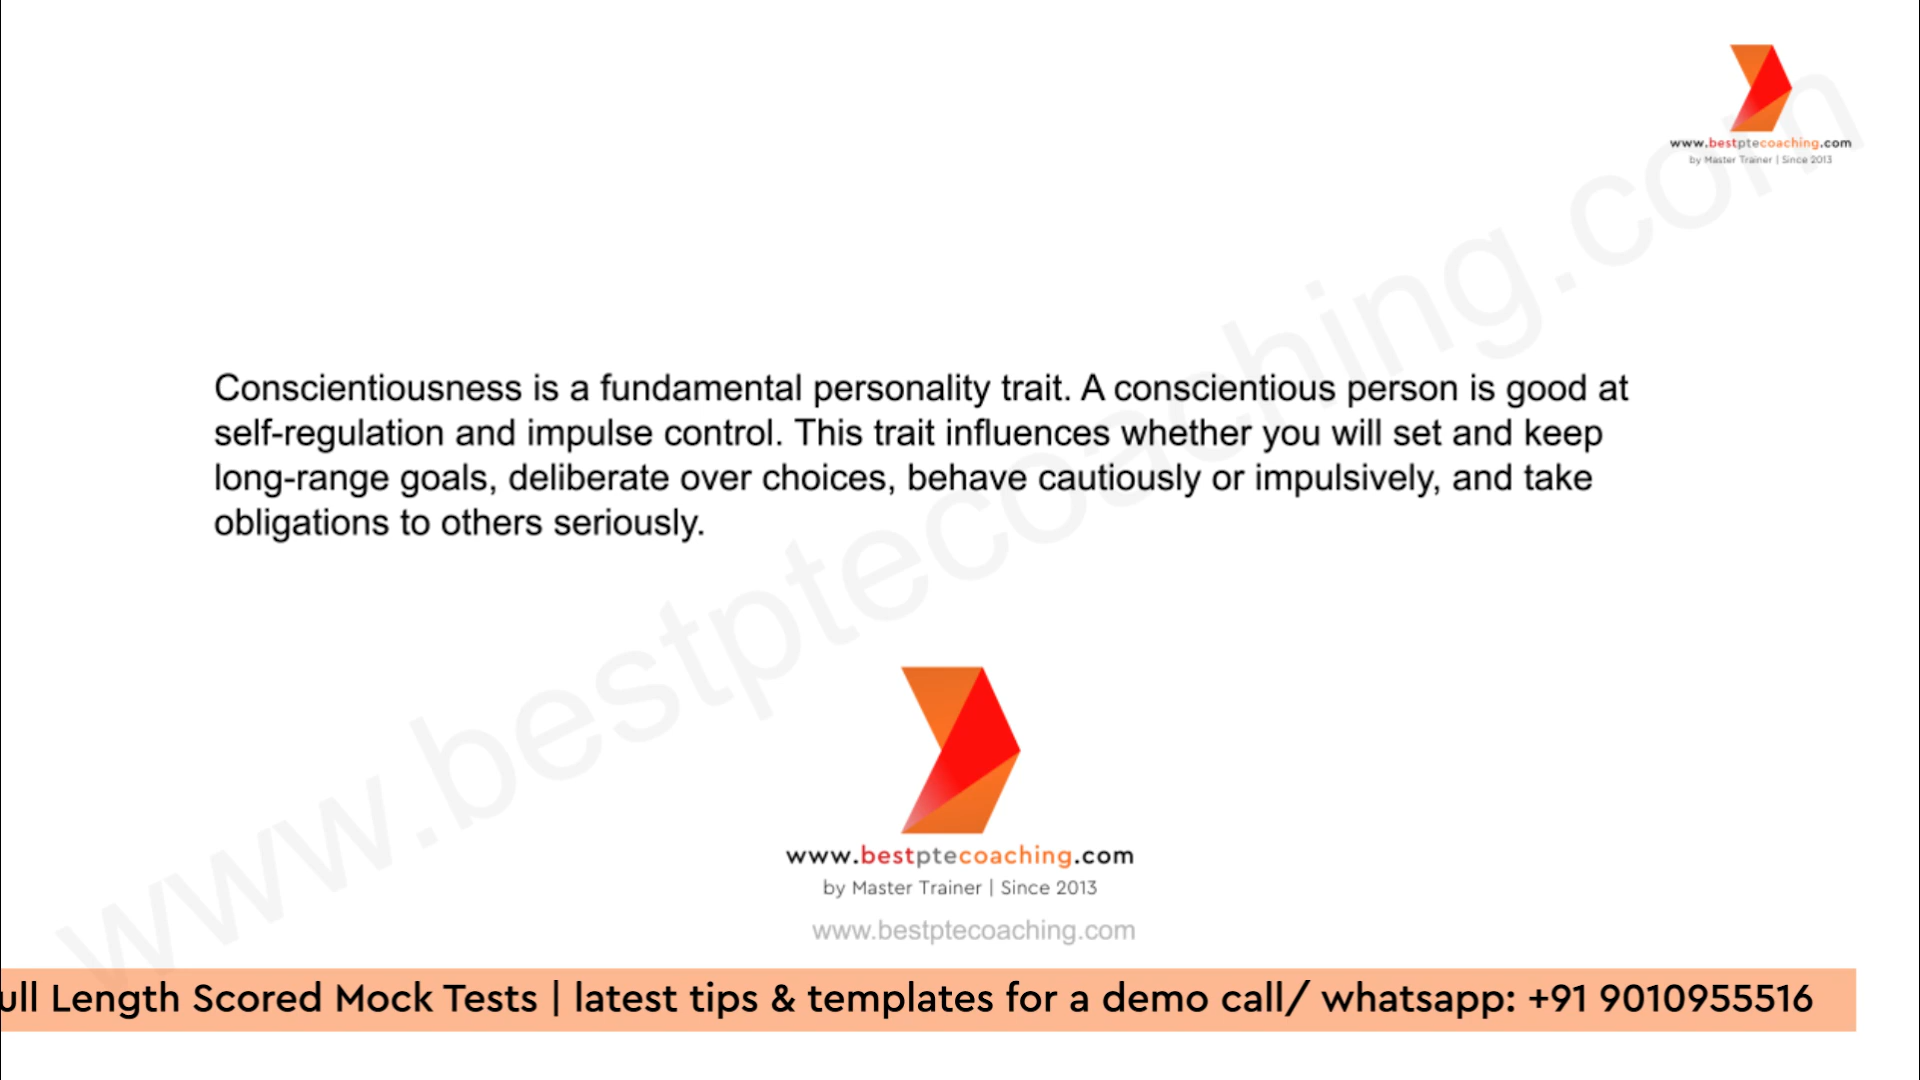 www.bestptecoaching.com
by Master Trainer | Since 2013
Conscientiousness is a fundamental personality trait. A conscientious person is good at
self-regulation and impulse control. This trait influences whether you will set and keep
long-range goals, deliberate over choices, behave cautiously or impulsively, and take
obligations to others seriously.
www.bestptecoaching.com
www.bestptecoaching.com
by Master Trainer | Since 2013
www.bestptecoaching.com
ull Length Scored Mock Tests | latest tips & templates for a demo call/ whatsapp: +91 9010955516